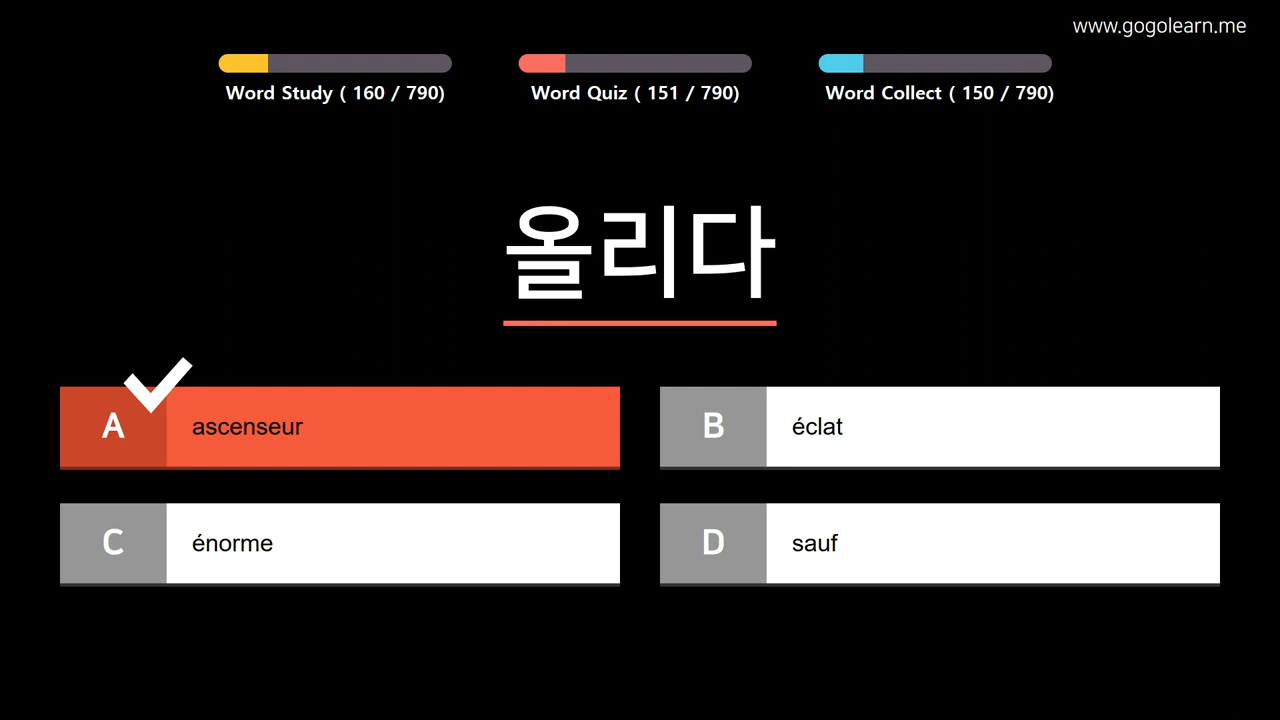 www.gogolearn.me
Word Study ( 160 / 790)
Word Quiz ( 151 / 790)
Word Collect ( 150 / 790)
올리다
A ascenseur
B éclat
C énorme
D sauf